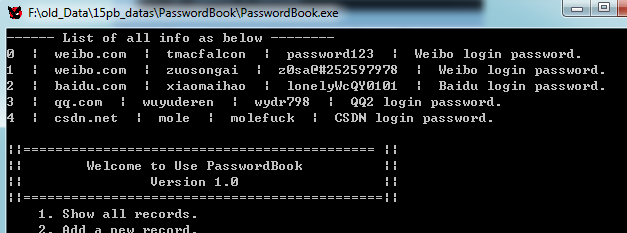 F:\old_Data\15pb_datas\PasswordBook\PasswordBook.exe
------ List of all info as below --------
0 ¦ weibo.com ¦ tmacfalcon ¦ password123 ¦ Weibo login password.
1 ¦ weibo.com ¦ zuosongai ¦ z0sa@#252597978 ¦ Weibo login password.
2 ¦ baidu.com ¦ xiaomaihao ¦ lonelyWcQY0101 ¦ Baidu login password.
3 ¦ qq.com ¦ wuyuderen ¦ wydr798 ¦ QQ2 login password.
4 ¦ csdn.net ¦ mole ¦ molefuck ¦ CSDN login password.
¦¦========================================== ¦¦
¦¦ Welcome to Use PasswordBook ¦¦
¦¦ Version 1.0 ¦¦
¦¦===========================================¦¦
1. Show all records.
2. Add a new record.